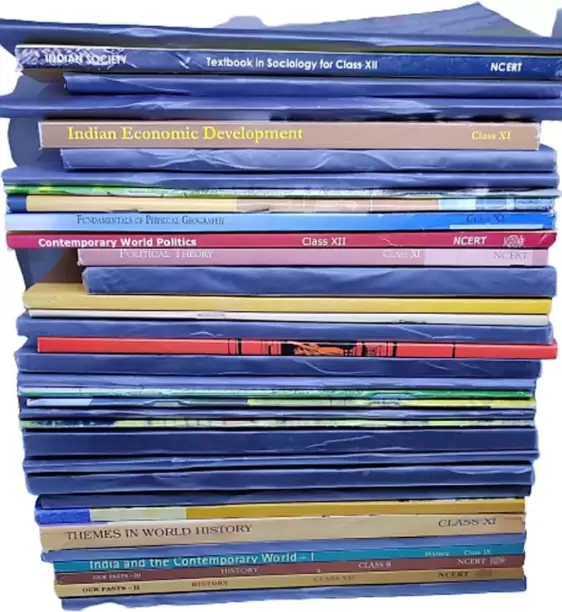 INDIAN SOCIETY Textbook in Sociology for Class XII NCERT
Indian Economic Development Class XI
FUNDAMENTALS OF PHYSICAL GEOGRAPHY CLASS XI
Contemporary World Politics Class XII NCERT
POLITICAL THEORY CLASS XI NCERT
THEMES IN WORLD HISTORY CLASS XI
India and the Contemporary World - I History Class IX
OUR PASTS - III HISTORY CLASS 8 NCERT
OUR PASTS - II HISTORY CLASS VII NCERT